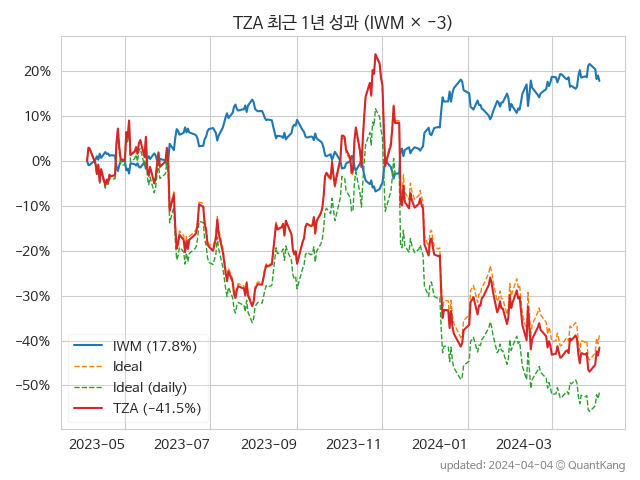 TZA 최근 1년 성과 (IWM × −3)
20%
10%
0%
−10%
−20%
−30%
−40%
−50%
IWM (17.8%)
Ideal
Ideal (daily)
TZA (−41.5%)
2023-05 2023-07 2023-09 2023-11 2024-01 2024-03
updated: 2024-04-04 © QuantKang